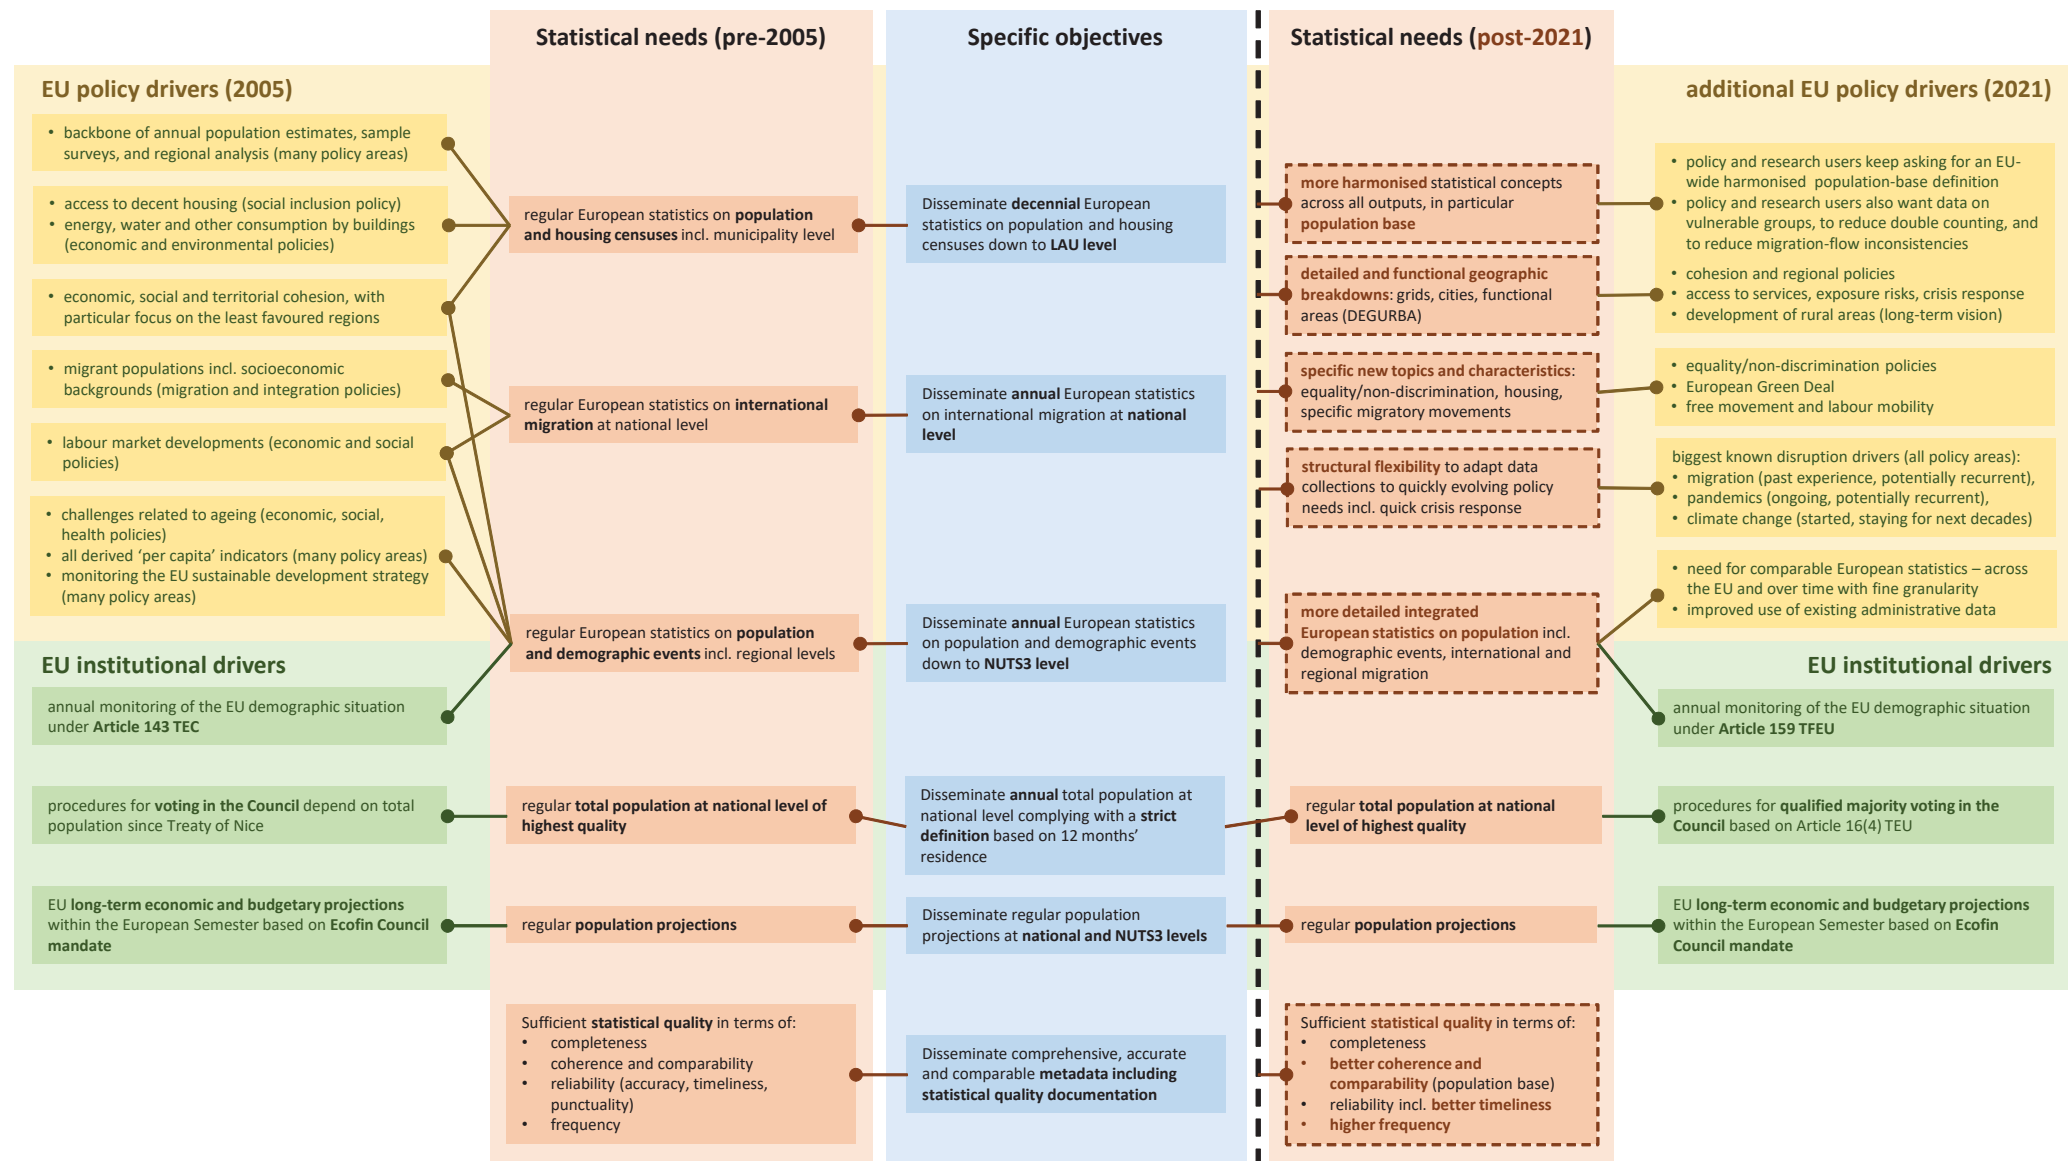 Statistical needs (pre-2005)
Specific objectives
Statistical needs (post-2021)
EU policy drivers (2005)
• backbone of annual population estimates, sample
surveys, and regional analysis (many policy areas)
• access to decent housing (social inclusion policy)
• energy, water and other consumption by buildings
(economic and environmental policies)
• economic, social and territorial cohesion, with
particular focus on the least favoured regions
• migrant populations incl. socioeconomic
backgrounds (migration and integration policies)
• labour market developments (economic and social
policies)
• challenges related to ageing (economic, social,
health policies)
• all derived ‘per capita’ indicators (many policy areas)
• monitoring the EU sustainable development strategy
(many policy areas)
EU institutional drivers
annual monitoring of the EU demographic situation
under Article 143 TEC
procedures for voting in the Council depend on total
population since Treaty of Nice
EU long-term economic and budgetary projections
within the European Semester based on Ecofin Council
mandate
regular European statistics on population
and housing censuses incl. municipality level
regular European statistics on international
migration at national level
regular European statistics on population
and demographic events incl. regional levels
regular total population at national level of
highest quality
regular population projections
Sufficient statistical quality in terms of:
• completeness
• coherence and comparability
• reliability (accuracy, timeliness,
punctuality)
• frequency
Disseminate decennial European
statistics on population and housing
censuses down to LAU level
Disseminate annual European statistics
on international migration at national
level
Disseminate annual European statistics
on population and demographic events
down to NUTS3 level
Disseminate annual total population at
national level complying with a strict
definition based on 12 months’
residence
Disseminate regular population
projections at national and NUTS3 levels
Disseminate comprehensive, accurate
and comparable metadata including
statistical quality documentation
more harmonised statistical concepts
across all outputs, in particular
population base
detailed and functional geographic
breakdowns: grids, cities, functional
areas (DEGURBA)
specific new topics and characteristics:
equality/non-discrimination, housing,
specific migratory movements
structural flexibility to adapt data
collections to quickly evolving policy
needs incl. quick crisis response
more detailed integrated
European statistics on population incl.
demographic events, international and
regional migration
regular total population at national
level of highest quality
regular population projections
Sufficient statistical quality in terms of:
• completeness
• better coherence and
comparability (population base)
• reliability incl. better timeliness
• higher frequency
additional EU policy drivers (2021)
• policy and research users keep asking for an EU-
wide harmonised population-base definition
• policy and research users also want data on
vulnerable groups, to reduce double counting, and
to reduce migration-flow inconsistencies
• cohesion and regional policies
• access to services, exposure risks, crisis response
• development of rural areas (long-term vision)
• equality/non-discrimination policies
• European Green Deal
• free movement and labour mobility
biggest known disruption drivers (all policy areas):
• migration (past experience, potentially recurrent),
• pandemics (ongoing, potentially recurrent),
• climate change (started, staying for next decades)
• need for comparable European statistics – across
the EU and over time with fine granularity
• improved use of existing administrative data
EU institutional drivers
annual monitoring of the EU demographic situation
under Article 159 TFEU
procedures for qualified majority voting in the
Council based on Article 16(4) TEU
EU long-term economic and budgetary projections
within the European Semester based on Ecofin
Council mandate